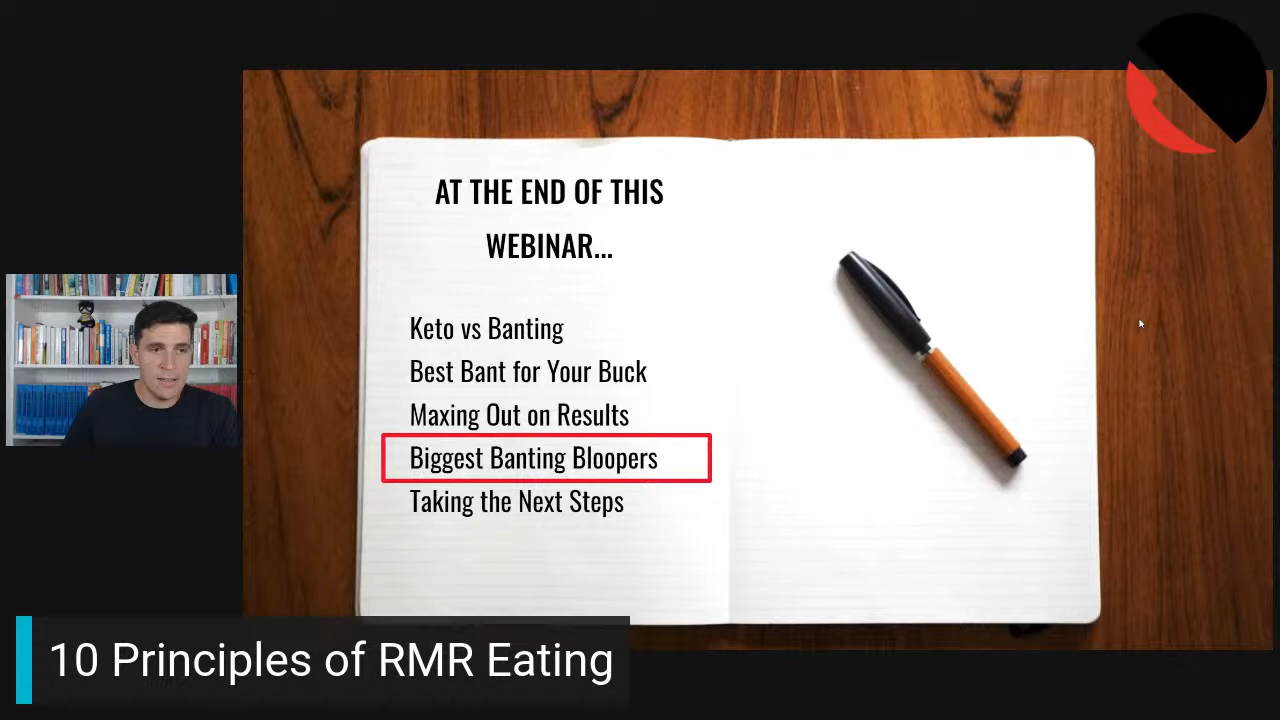 AT THE END OF THIS
WEBINAR...
Keto vs Banting
Best Bant for Your Buck
Maxing Out on Results
Biggest Banting Bloopers
Taking the Next Steps
10 Principles of RMR Eating